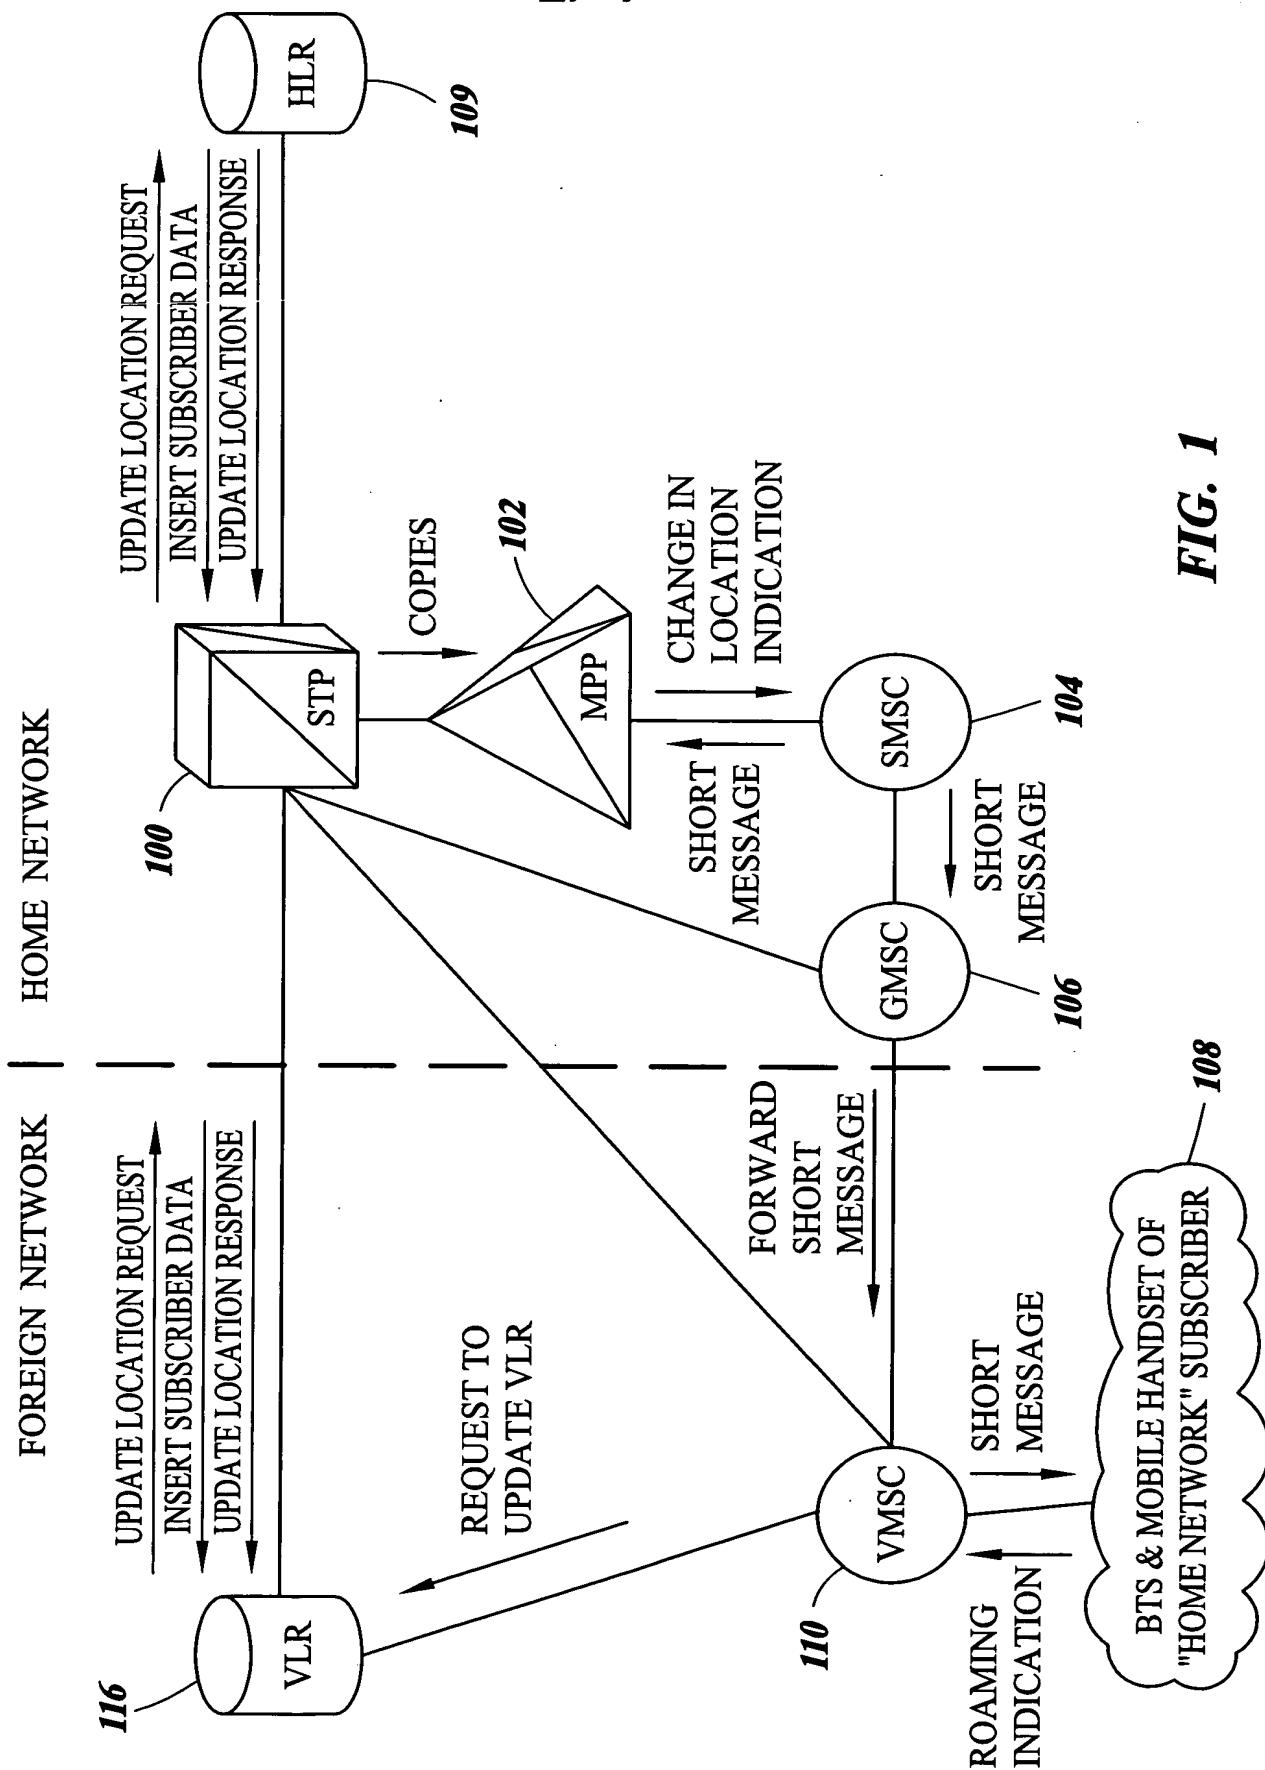 FOREIGN NETWORK
HOME NETWORK
116
VLR
UPDATE LOCATION REQUEST
INSERT SUBSCRIBER DATA
UPDATE LOCATION RESPONSE
100
STP
UPDATE LOCATION REQUEST
INSERT SUBSCRIBER DATA
UPDATE LOCATION RESPONSE
HLR
109
COPIES
102
MPP
REQUEST TO
UPDATE VLR
CHANGE IN
LOCATION
INDICATION
SHORT
MESSAGE
FORWARD
SHORT
MESSAGE
110
VMSC
GMSC
SMSC
104
106
SHORT
MESSAGE
ROAMING
INDICATION
SHORT
MESSAGE
108
BTS & MOBILE HANDSET OF
"HOME NETWORK" SUBSCRIBER
FIG. 1